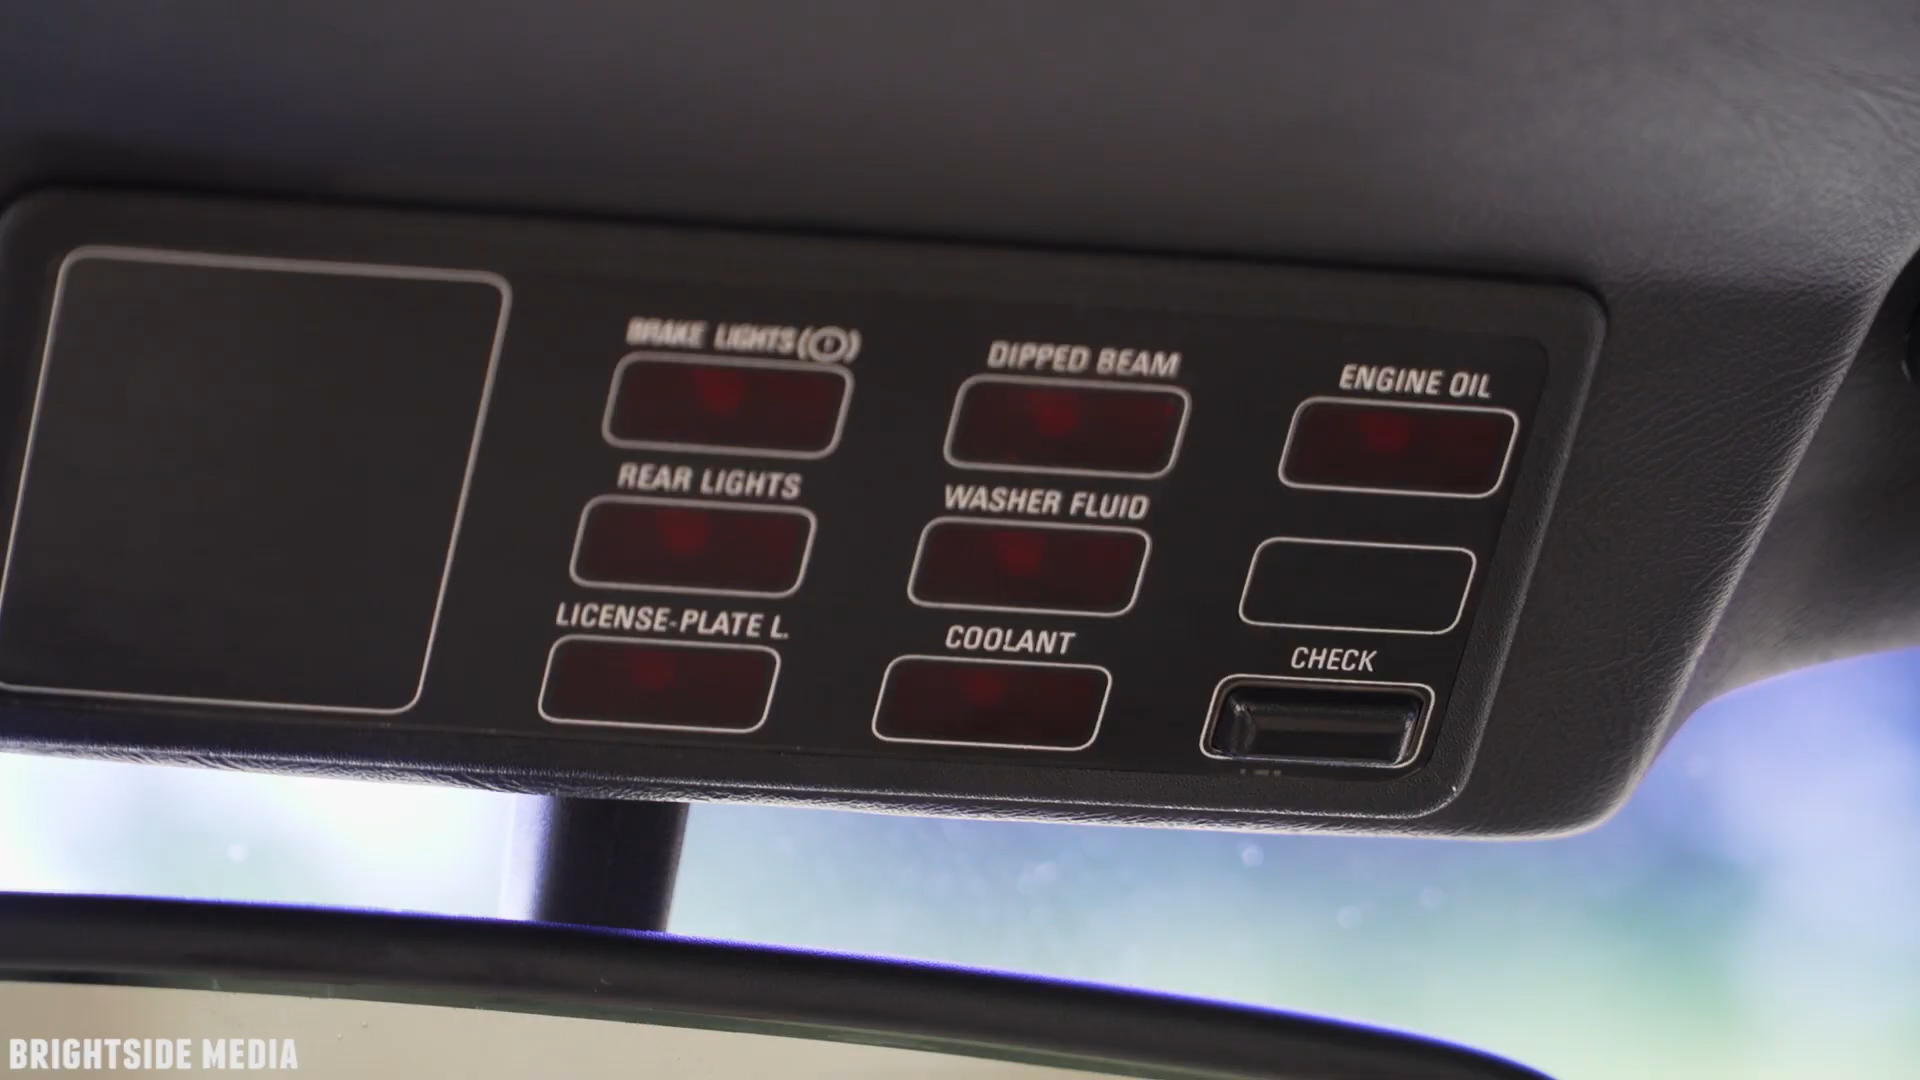 BRAKE LIGHTS
DIPPED BEAM
ENGINE OIL
REAR LIGHTS
WASHER FLUID
LICENSE-PLATE L.
COOLANT
CHECK
BRIGHTSIDE MEDIA